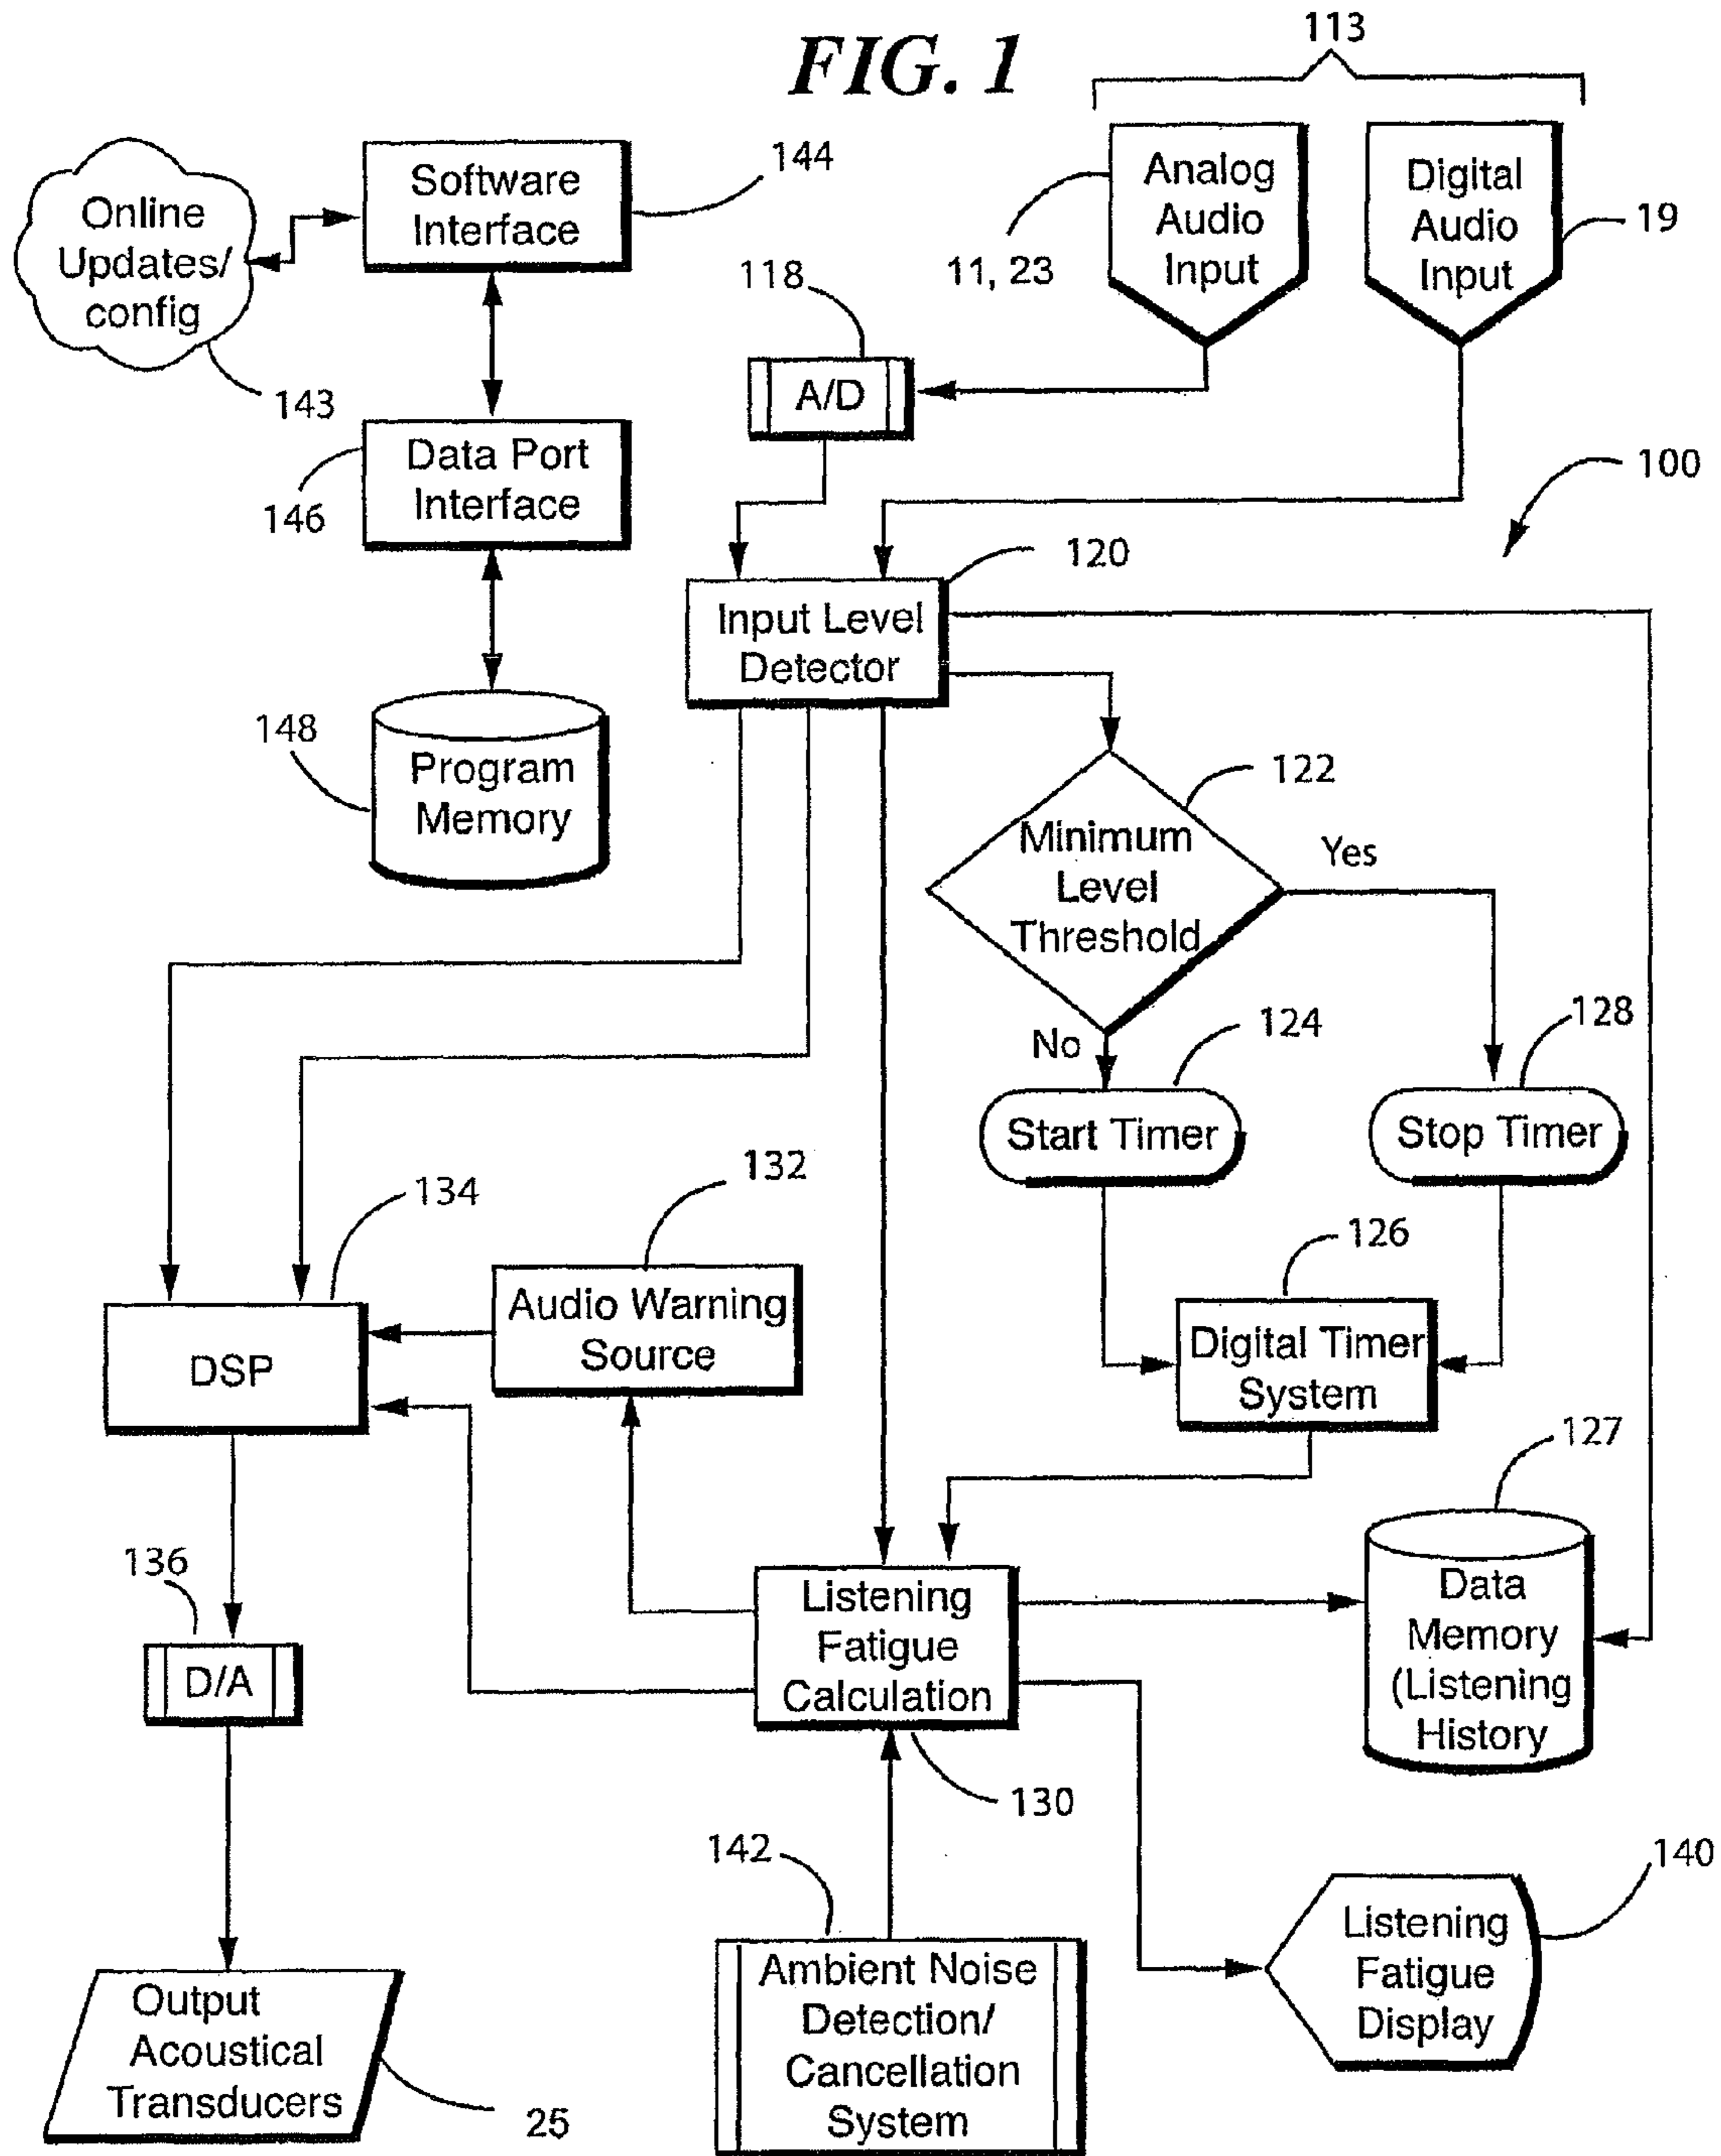 FIG. 1
113
Online
Updates/
config
143
Software
Interface
144
Analog
Audio
Input
11, 23
Digital
Audio
Input
19
118
A/D
100
Data Port
Interface
146
120
Input Level
Detector
148
Program
Memory
122
Minimum
Level
Threshold
Yes
No
124
128
Start Timer
Stop Timer
134
132
126
DSP
Audio Warning
Source
Digital Timer
System
127
136
D/A
Listening
Fatigue
Calculation
130
Data
Memory
(Listening
History
142
140
Output
Acoustical
Transducers
25
Ambient Noise
Detection/
Cancellation
System
Listening
Fatigue
Display